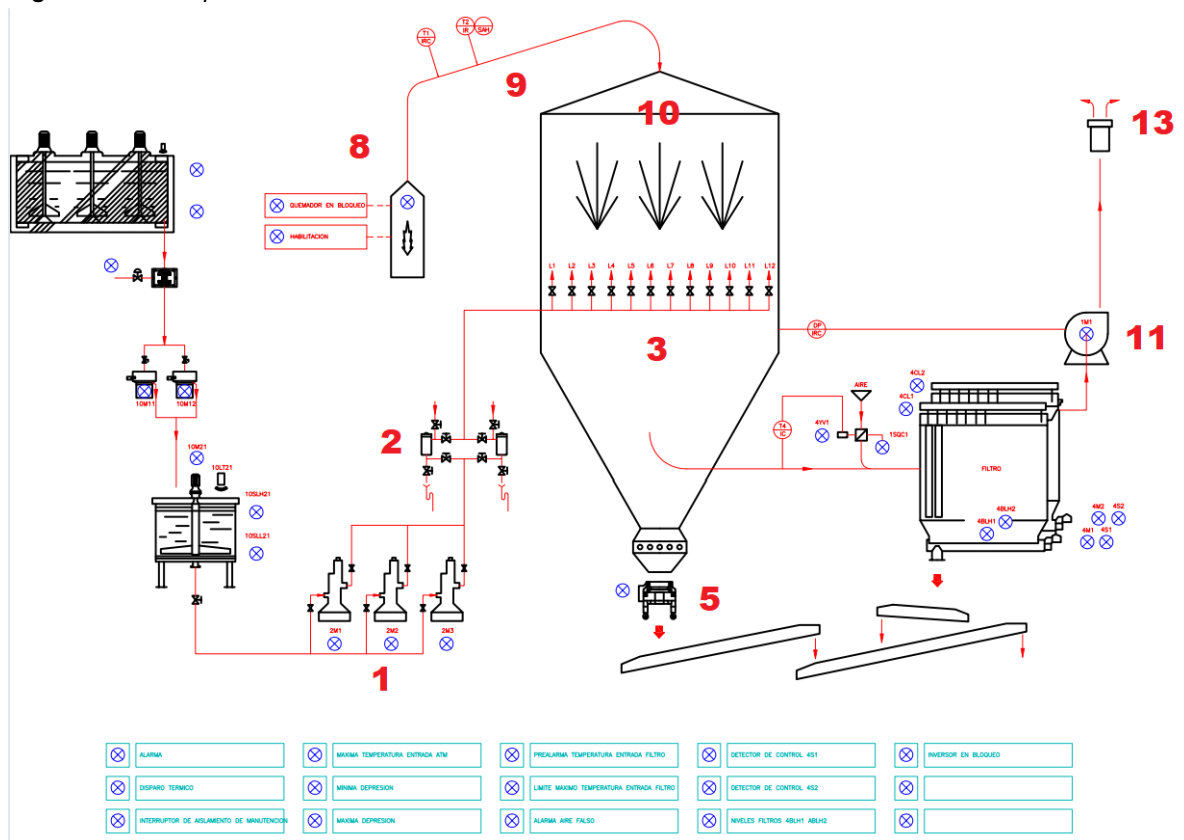 T1
IRC
T2
IR
SAH
9
10
13
8
QUEMADOR EN BLOQUEO
HABILITACION
L1
L2
L3
L4
L5
L6
L7
L8
L9
L10
L11
L12
3
DP
IRC
1M1
11
10M11
10M12
2
4CL2
4CL1
AIRE
4YV1
1SQC1
T4
IC
FILTRO
10M21
10LT21
10SLH21
10SLL21
4BLH2
4BLH1
4M2
4S2
4M1
4S1
5
2M1
2M2
2M3
1
ALARMA
MAXIMA TEMPERATURA ENTRADA ATM
PREALARMA TEMPERATURA ENTRADA FILTRO
DETECTOR DE CONTROL 4S1
INVERSOR EN BLOQUEO
DISPARO TERMICO
MINIMA DEPRESION
LIMITE MAXIMO TEMPERATURA ENTRADA FILTRO
DETECTOR DE CONTROL 4S2
INTERRUPTOR DE AISLAMIENTO DE MANUTENCION
MAXIMA DEPRESION
ALARMA AIRE FALSO
NIVELES FILTROS 4BLH1 ABLH2